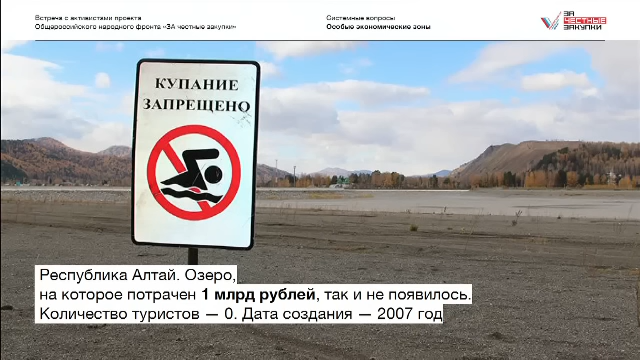 Встреча с активистами проекта
Общероссийского народного фронта «ЗА честные закупки»
Системные вопросы
Особые экономические зоны
ЗА
ЧЕСТНЫЕ
ЗАКУПКИ
КУПАНИЕ
ЗАПРЕЩЕНО
Республика Алтай. Озеро,
на которое потрачен 1 млрд рублей, так и не появилось.
Количество туристов — 0. Дата создания — 2007 год